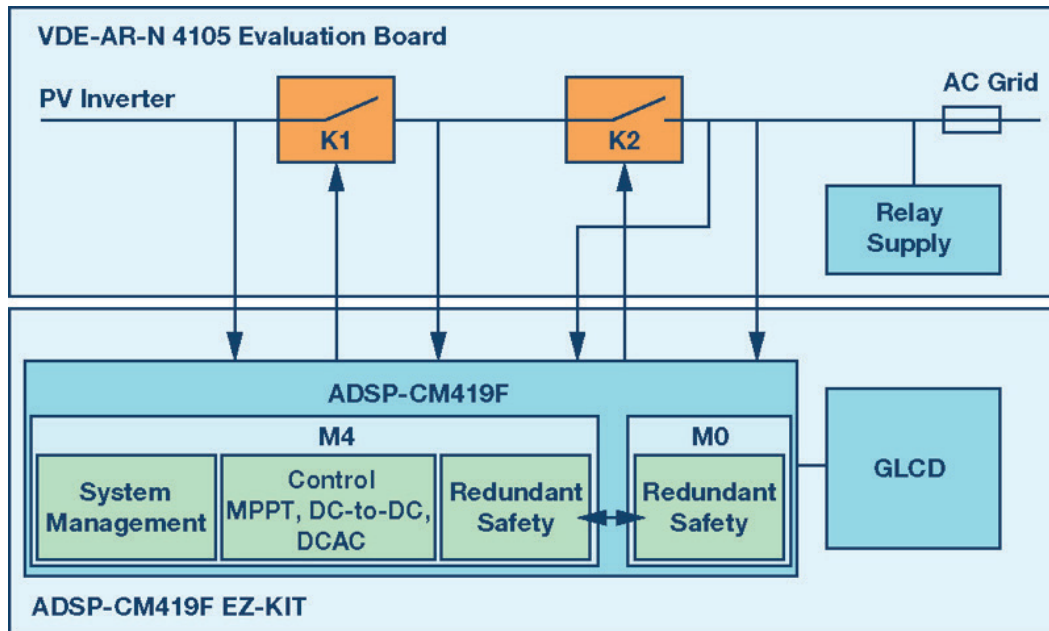 VDE-AR-N 4105 Evaluation Board
PV Inverter
AC Grid
K1
K2
Relay
Supply
ADSP-CM419F
M4
M0
System
Management
Control
MPPT, DC-to-DC,
DCAC
Redundant
Safety
Redundant
Safety
GLCD
ADSP-CM419F EZ-KIT